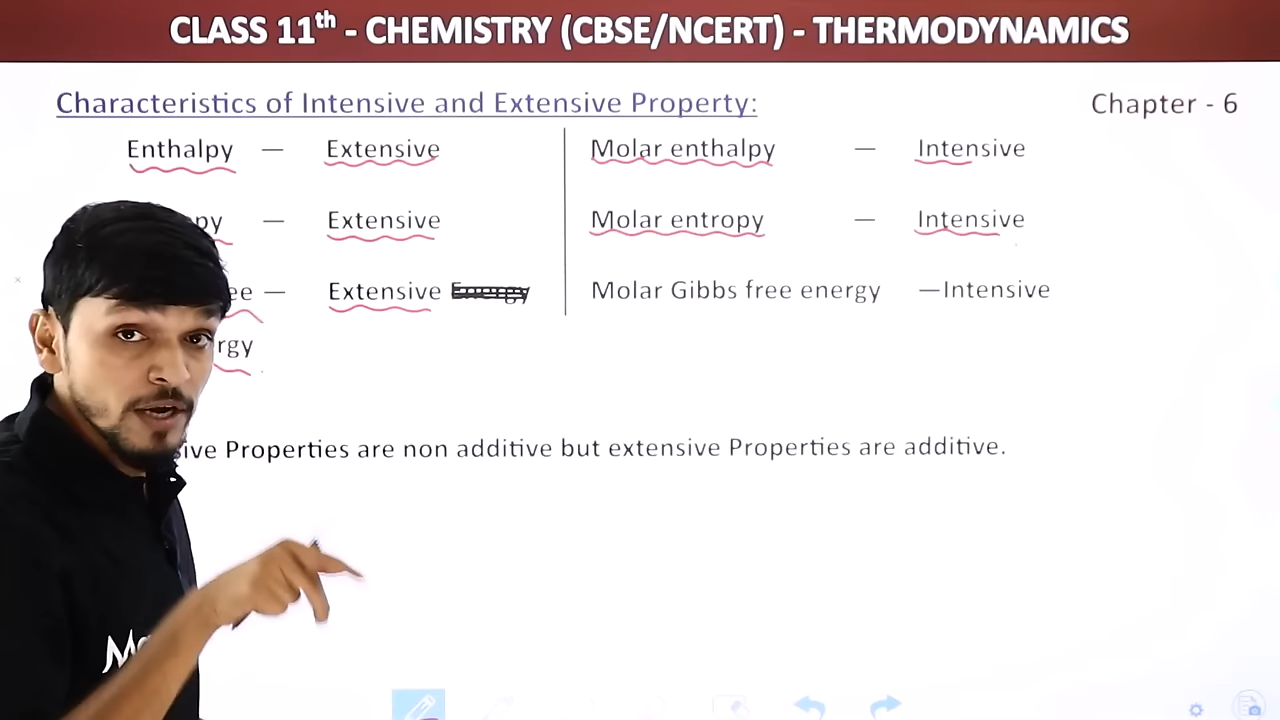 CLASS 11th - CHEMISTRY (CBSE/NCERT) - THERMODYNAMICS
Characteristics of Intensive and Extensive Property:
Chapter - 6
Enthalpy — Extensive
Molar enthalpy — Intensive
py — Extensive
Molar entropy — Intensive
ee — Extensive
Molar Gibbs free energy — Intensive
rgy
sive Properties are non additive but extensive Properties are additive.